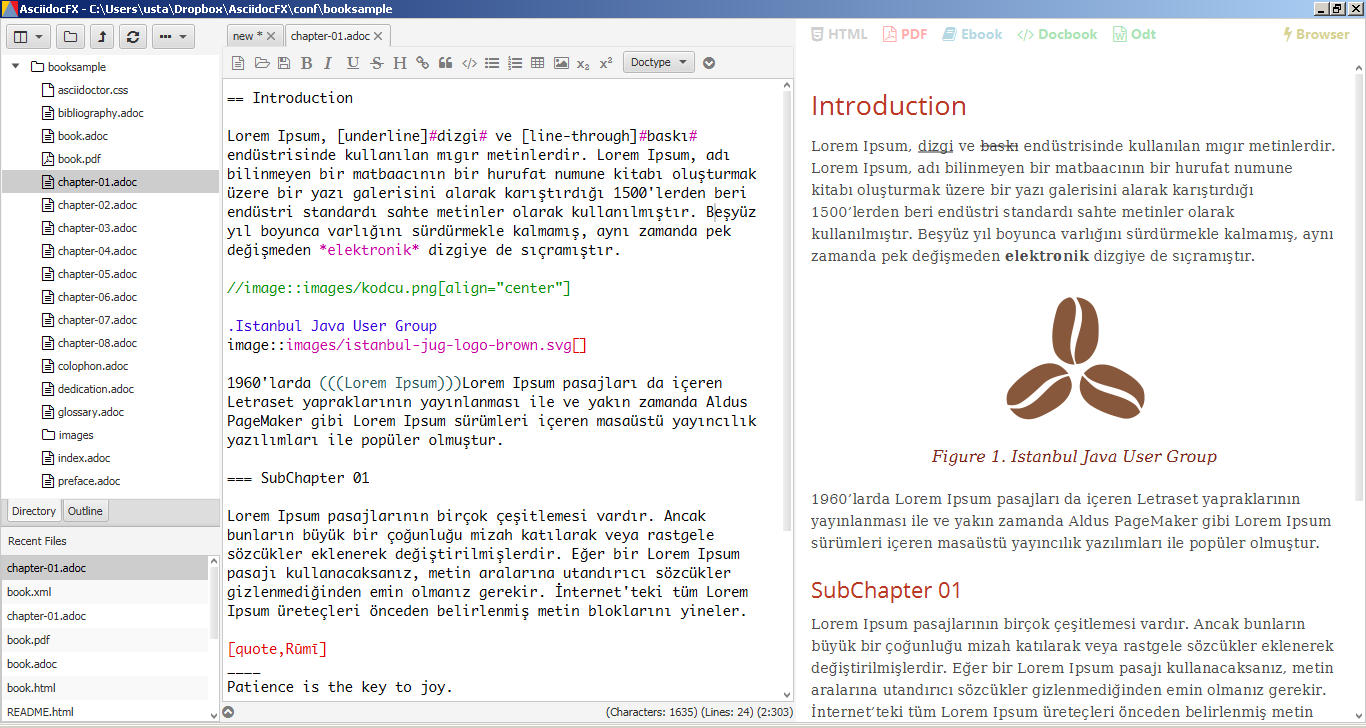 AsciidocFX - C:\Users\usta\Dropbox\AsciidocFX\conf\booksample
booksample
asciidoctor.css
bibliography.adoc
book.adoc
book.pdf
chapter-01.adoc
chapter-02.adoc
chapter-03.adoc
chapter-04.adoc
chapter-05.adoc
chapter-06.adoc
chapter-07.adoc
chapter-08.adoc
colophon.adoc
dedication.adoc
glossary.adoc
images
index.adoc
preface.adoc
Directory Outline
Recent Files
chapter-01.adoc
book.xml
chapter-01.adoc
book.pdf
book.adoc
book.html
README.html
new * chapter-01.adoc
B I U S H x₂ x² Doctype
== Introduction
Lorem Ipsum, [underline]#dizgi# ve [line-through]#baskı#
endüstrisinde kullanılan mıgır metinlerdir. Lorem Ipsum, adı
bilinmeyen bir matbaacının bir hurufat numune kitabı oluşturmak
üzere bir yazı galerisini alarak karıştırdığı 1500'lerden beri
endüstri standardı sahte metinler olarak kullanılmıştır. Beşyüz
yıl boyunca varlığını sürdürmekle kalmamış, aynı zamanda pek
değişmeden *elektronik* dizgiye de sıçramıştır.
//image::images/kodcu.png[align="center"]
.Istanbul Java User Group
image::images/istanbul-jug-logo-brown.svg[]
1960'larda (((Lorem Ipsum)))Lorem Ipsum pasajları da içeren
Letraset yapraklarının yayınlanması ile ve yakın zamanda Aldus
PageMaker gibi Lorem Ipsum sürümleri içeren masaüstü yayıncılık
yazılımları ile popüler olmuştur.
=== SubChapter 01
Lorem Ipsum pasajlarının birçok çeşitlemesi vardır. Ancak
bunların büyük bir çoğunluğu mizah katılarak veya rastgele
sözcükler eklenerek değiştirilmişlerdir. Eğer bir Lorem Ipsum
pasajı kullanacaksanız, metin aralarına utandırıcı sözcükler
gizlenmediğinden emin olmanız gerekir. İnternet'teki tüm Lorem
Ipsum üreteçleri önceden belirlenmiş metin bloklarını yineler.
[quote,Rūmī]
____
Patience is the key to joy.
(Characters: 1635) (Lines: 24) (2:303)
HTML PDF Ebook Docbook Odt Browser
Introduction
Lorem Ipsum, dizgi ve baskı endüstrisinde kullanılan mıgır metinlerdir.
Lorem Ipsum, adı bilinmeyen bir matbaacının bir hurufat numune
kitabı oluşturmak üzere bir yazı galerisini alarak karıştırdığı
1500’lerden beri endüstri standardı sahte metinler olarak
kullanılmıştır. Beşyüz yıl boyunca varlığını sürdürmekle kalmamış, aynı
zamanda pek değişmeden elektronik dizgiye de sıçramıştır.
Figure 1. Istanbul Java User Group
1960’larda Lorem Ipsum pasajları da içeren Letraset yapraklarının
yayınlanması ile ve yakın zamanda Aldus PageMaker gibi Lorem Ipsum
sürümleri içeren masaüstü yayıncılık yazılımları ile popüler olmuştur.
SubChapter 01
Lorem Ipsum pasajlarının birçok çeşitlemesi vardır. Ancak bunların
büyük bir çoğunluğu mizah katılarak veya rastgele sözcükler eklenerek
değiştirilmişlerdir. Eğer bir Lorem Ipsum pasajı kullanacaksanız, metin
aralarına utandırıcı sözcükler gizlenmediğinden emin olmanız gerekir.
İnternet’teki tüm Lorem Ipsum üreteçleri önceden belirlenmiş metin